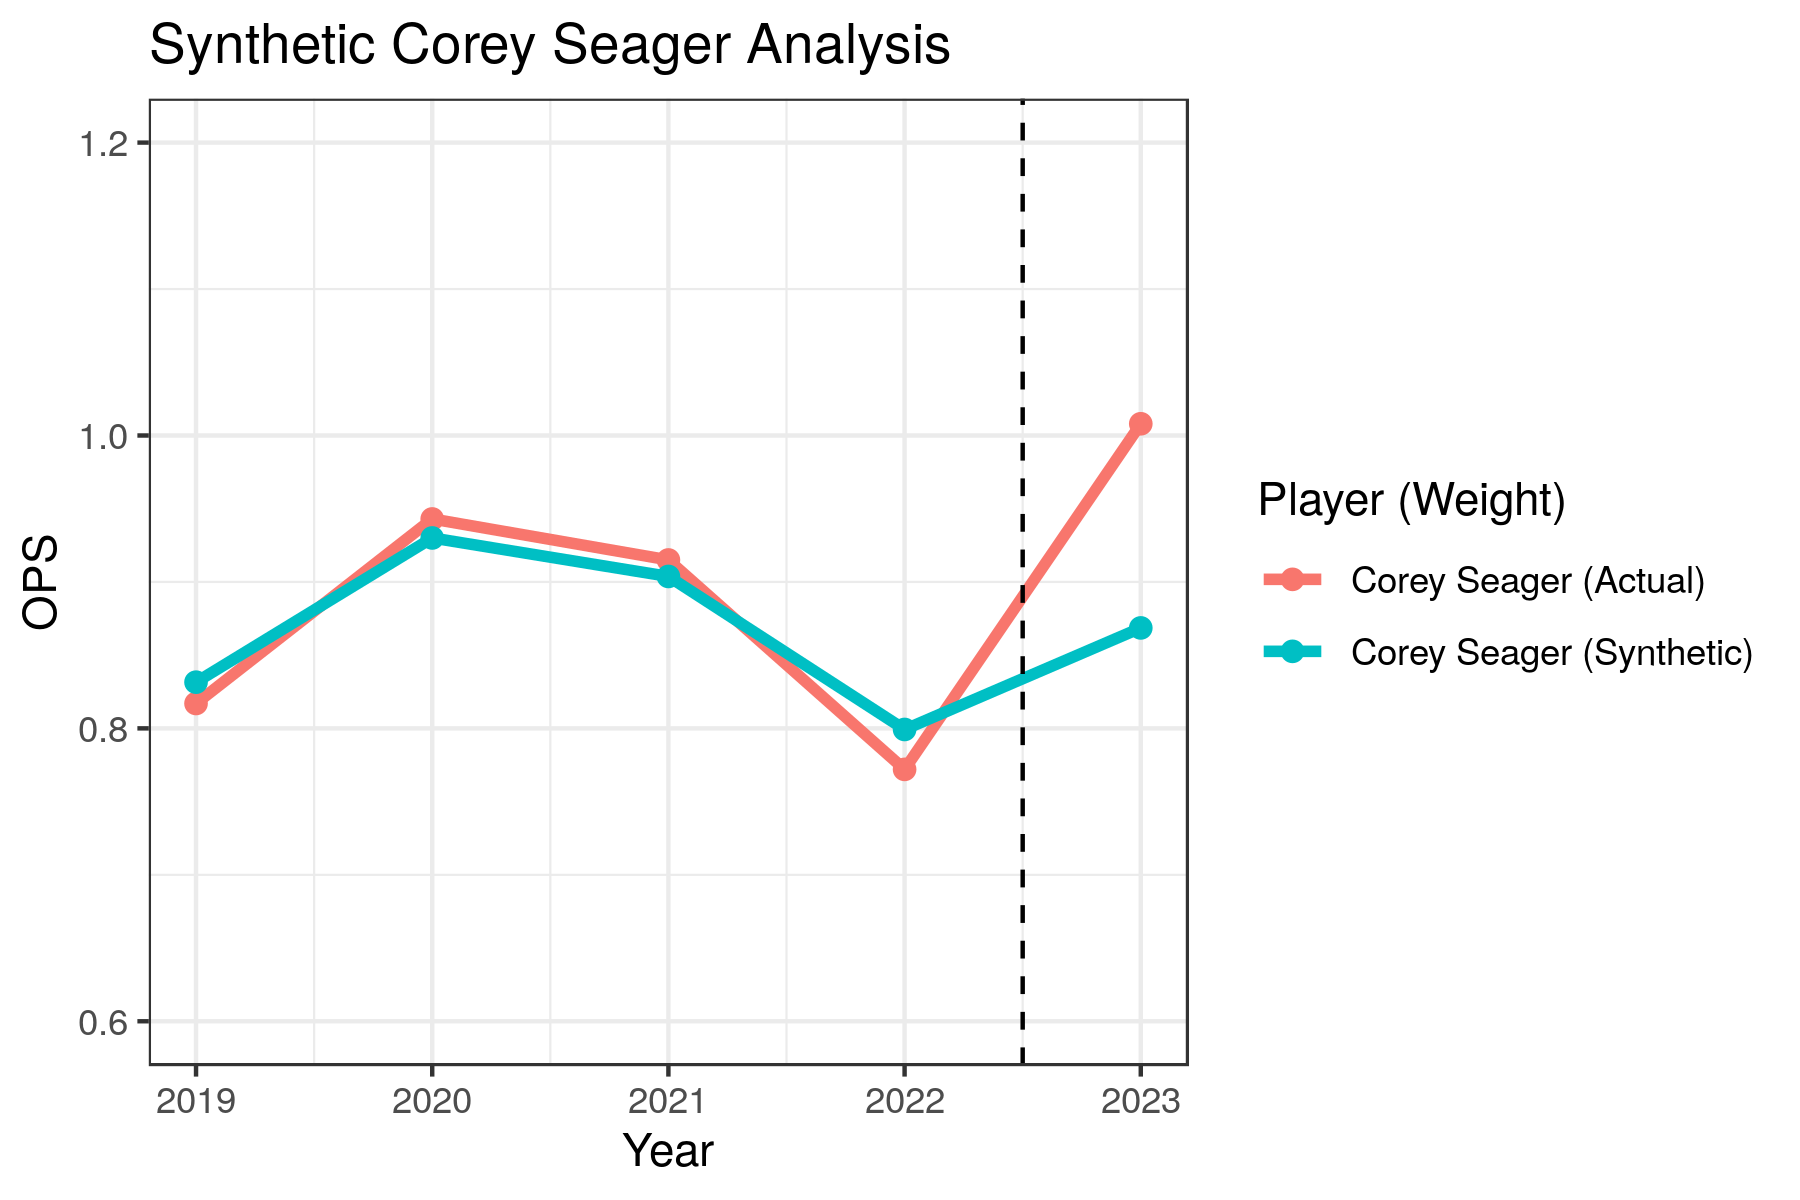 Synthetic Corey Seager Analysis
1.2
1.0
0.8
0.6
OPS
2019 2020 2021 2022 2023
Year
Player (Weight)
Corey Seager (Actual)
Corey Seager (Synthetic)